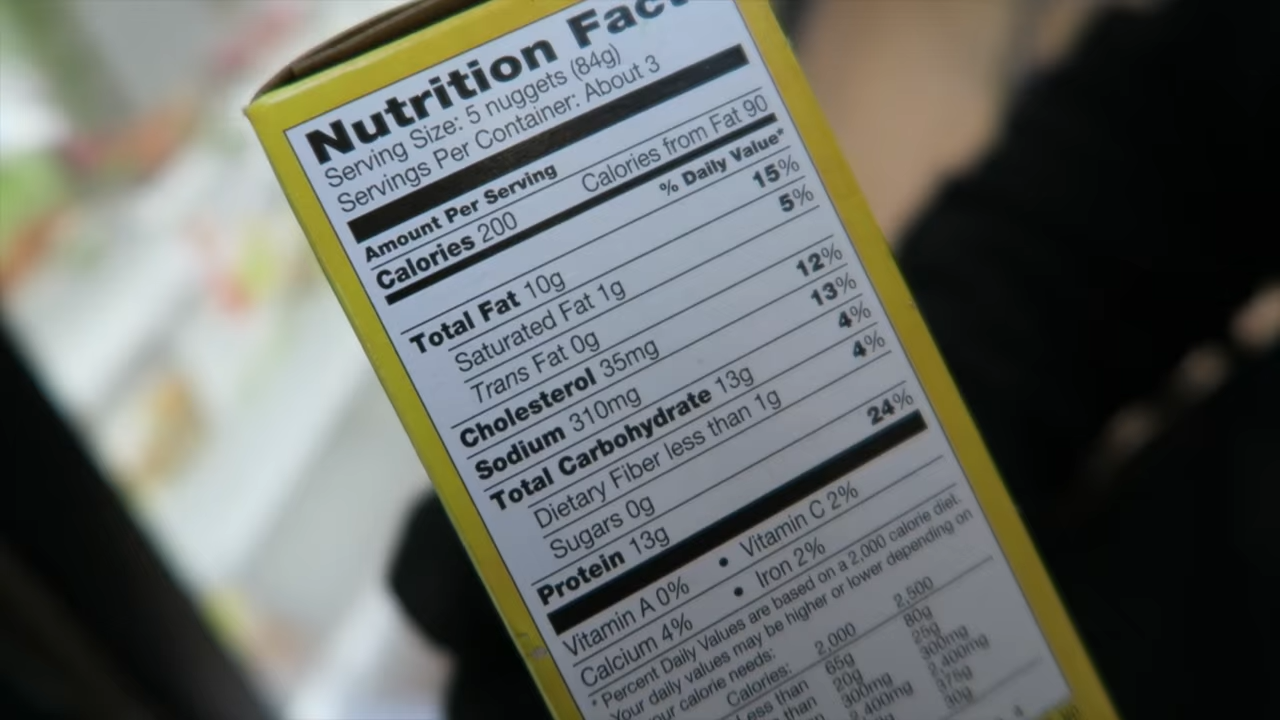 Nutrition Fact
Serving Size: 5 nuggets (84g)
Servings Per Container: About 3
Amount Per Serving
Calories 200 Calories from Fat 90
% Daily Value*
Total Fat 10g 15%
Saturated Fat 1g 5%
Trans Fat 0g
Cholesterol 35mg 12%
Sodium 310mg 13%
Total Carbohydrate 13g 4%
Dietary Fiber less than 1g 4%
Sugars 0g
Protein 13g 24%
Vitamin A 0% • Vitamin C 2%
Calcium 4% • Iron 2%
*Percent Daily Values are based on a 2,000 calorie diet.
Your daily values may be higher or lower depending on
your calorie needs:
Calories: 2,000 2,500
Less than 65g 80g
than 20g 25g
300mg 300mg
2,400mg 2,400mg
375g
30g